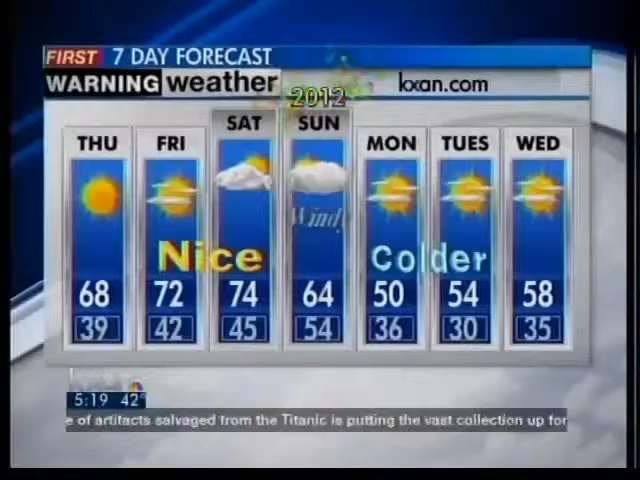 FIRST 7 DAY FORECAST
WARNING weather kxan.com
2012
THU FRI SAT SUN MON TUES WED
Windy
Nice Colder
68 72 74 64 50 54 58
39 42 45 54 36 30 35
5:19 42°
e of artifacts salvaged from the Titanic is putting the vast collection up for